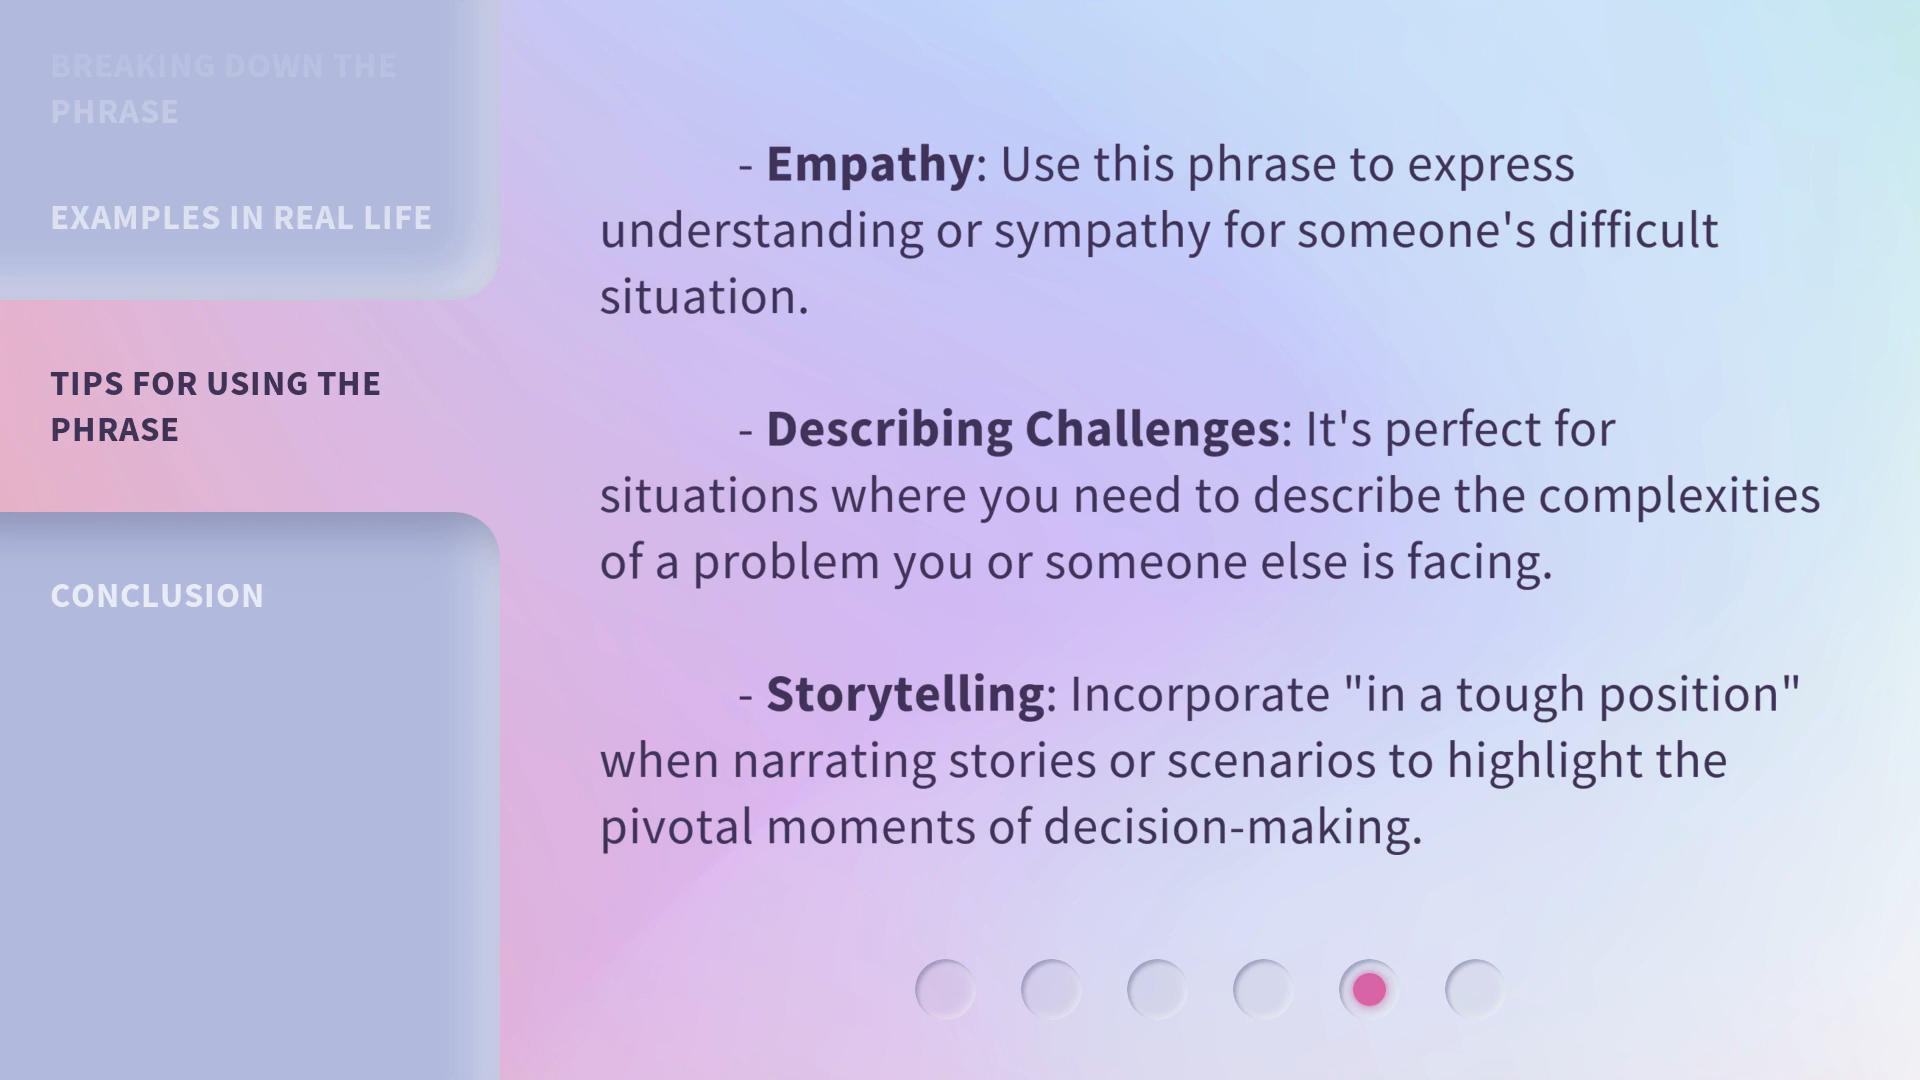 BREAKING DOWN THE
PHRASE
EXAMPLES IN REAL LIFE
TIPS FOR USING THE
PHRASE
CONCLUSION
- Empathy: Use this phrase to express
understanding or sympathy for someone's difficult
situation.
- Describing Challenges: It's perfect for
situations where you need to describe the complexities
of a problem you or someone else is facing.
- Storytelling: Incorporate "in a tough position"
when narrating stories or scenarios to highlight the
pivotal moments of decision-making.